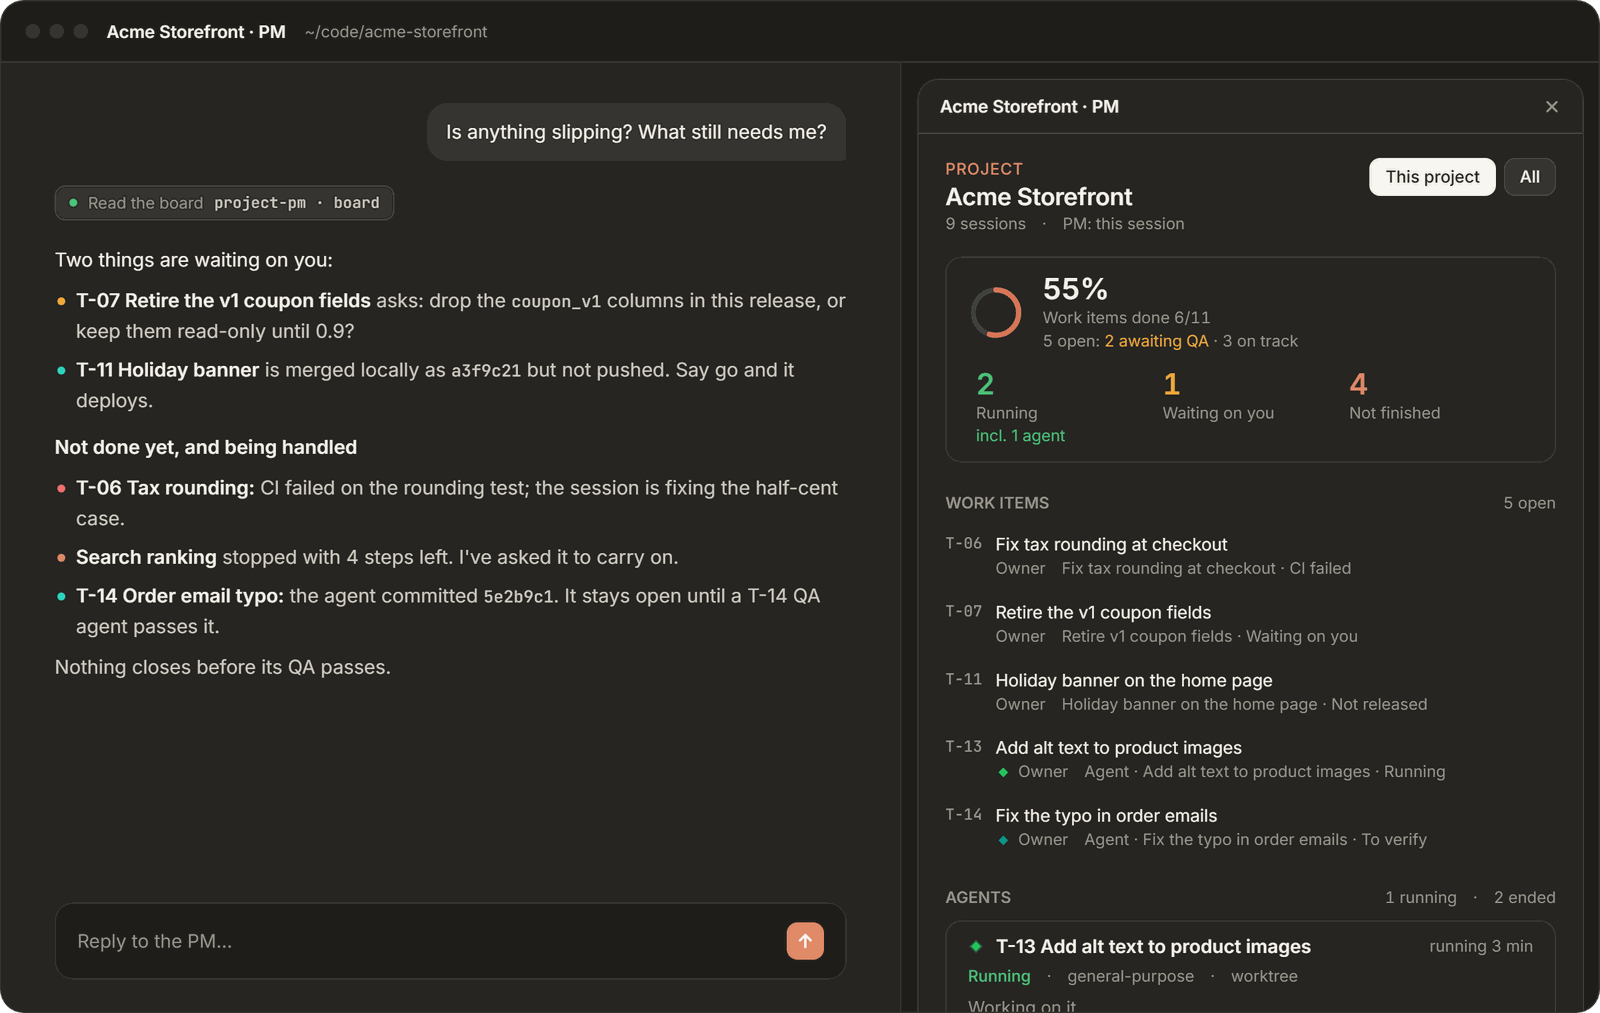 Acme Storefront · PM ~/code/acme-storefront
Is anything slipping? What still needs me?
Read the board project-pm · board
Two things are waiting on you:
T-07 Retire the v1 coupon fields asks: drop the coupon_v1 columns in this release, or
keep them read-only until 0.9?
T-11 Holiday banner is merged locally as a3f9c21 but not pushed. Say go and it
deploys.
Not done yet, and being handled
T-06 Tax rounding: CI failed on the rounding test; the session is fixing the half-cent
case.
Search ranking stopped with 4 steps left. I've asked it to carry on.
T-14 Order email typo: the agent committed 5e2b9c1. It stays open until a T-14 QA
agent passes it.
Nothing closes before its QA passes.
Reply to the PM...
Acme Storefront · PM
PROJECT
Acme Storefront
9 sessions · PM: this session
This project All
55%
Work items done 6/11
5 open: 2 awaiting QA · 3 on track
2 1 4
Running Waiting on you Not finished
incl. 1 agent
WORK ITEMS 5 open
T-06 Fix tax rounding at checkout
Owner Fix tax rounding at checkout · CI failed
T-07 Retire the v1 coupon fields
Owner Retire v1 coupon fields · Waiting on you
T-11 Holiday banner on the home page
Owner Holiday banner on the home page · Not released
T-13 Add alt text to product images
Owner Agent · Add alt text to product images · Running
T-14 Fix the typo in order emails
Owner Agent · Fix the typo in order emails · To verify
AGENTS 1 running · 2 ended
T-13 Add alt text to product images running 3 min
Running · general-purpose · worktree
Working on it